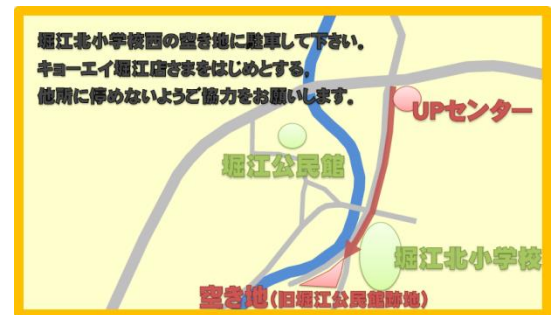 堀江北小学校西の空き地に駐車して下さい。
キョーエイ堀江店さまをはじめとする。
他所に停めないようご協力をお願いします。
UPセンター
堀江公民館
堀江北小学校
空き地(旧堀江公民館跡地)